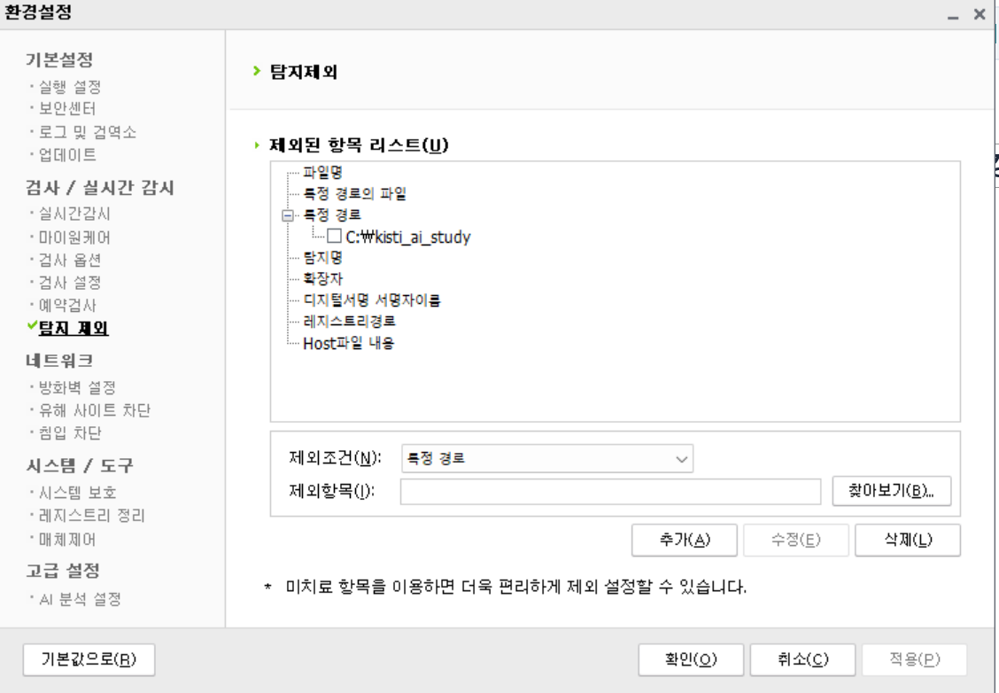 환경설정
기본설정
· 실행 설정
· 보안센터
· 로그 및 검역소
· 업데이트
검사 / 실시간 감시
· 실시간감시
· 마이원케어
· 검사 옵션
· 검사 설정
· 예약검사
탐지 제외
네트워크
· 방화벽 설정
· 유해 사이트 차단
· 침입 차단
시스템 / 도구
· 시스템 보호
· 레지스트리 정리
· 매체제어
고급 설정
· AI 분석 설정
탐지제외
제외된 항목 리스트(U)
파일명
특정 경로의 파일
특정 경로
C:₩kisti_ai_study
탐지명
확장자
디지털서명 서명자이름
레지스트리경로
Host파일 내용
제외조건(N): 특정 경로
제외항목(I): 찾아보기(B)...
추가(A) 수정(E) 삭제(L)
* 미치료 항목을 이용하면 더욱 편리하게 제외 설정할 수 있습니다.
기본값으로(R) 확인(O) 취소(C) 적용(P)